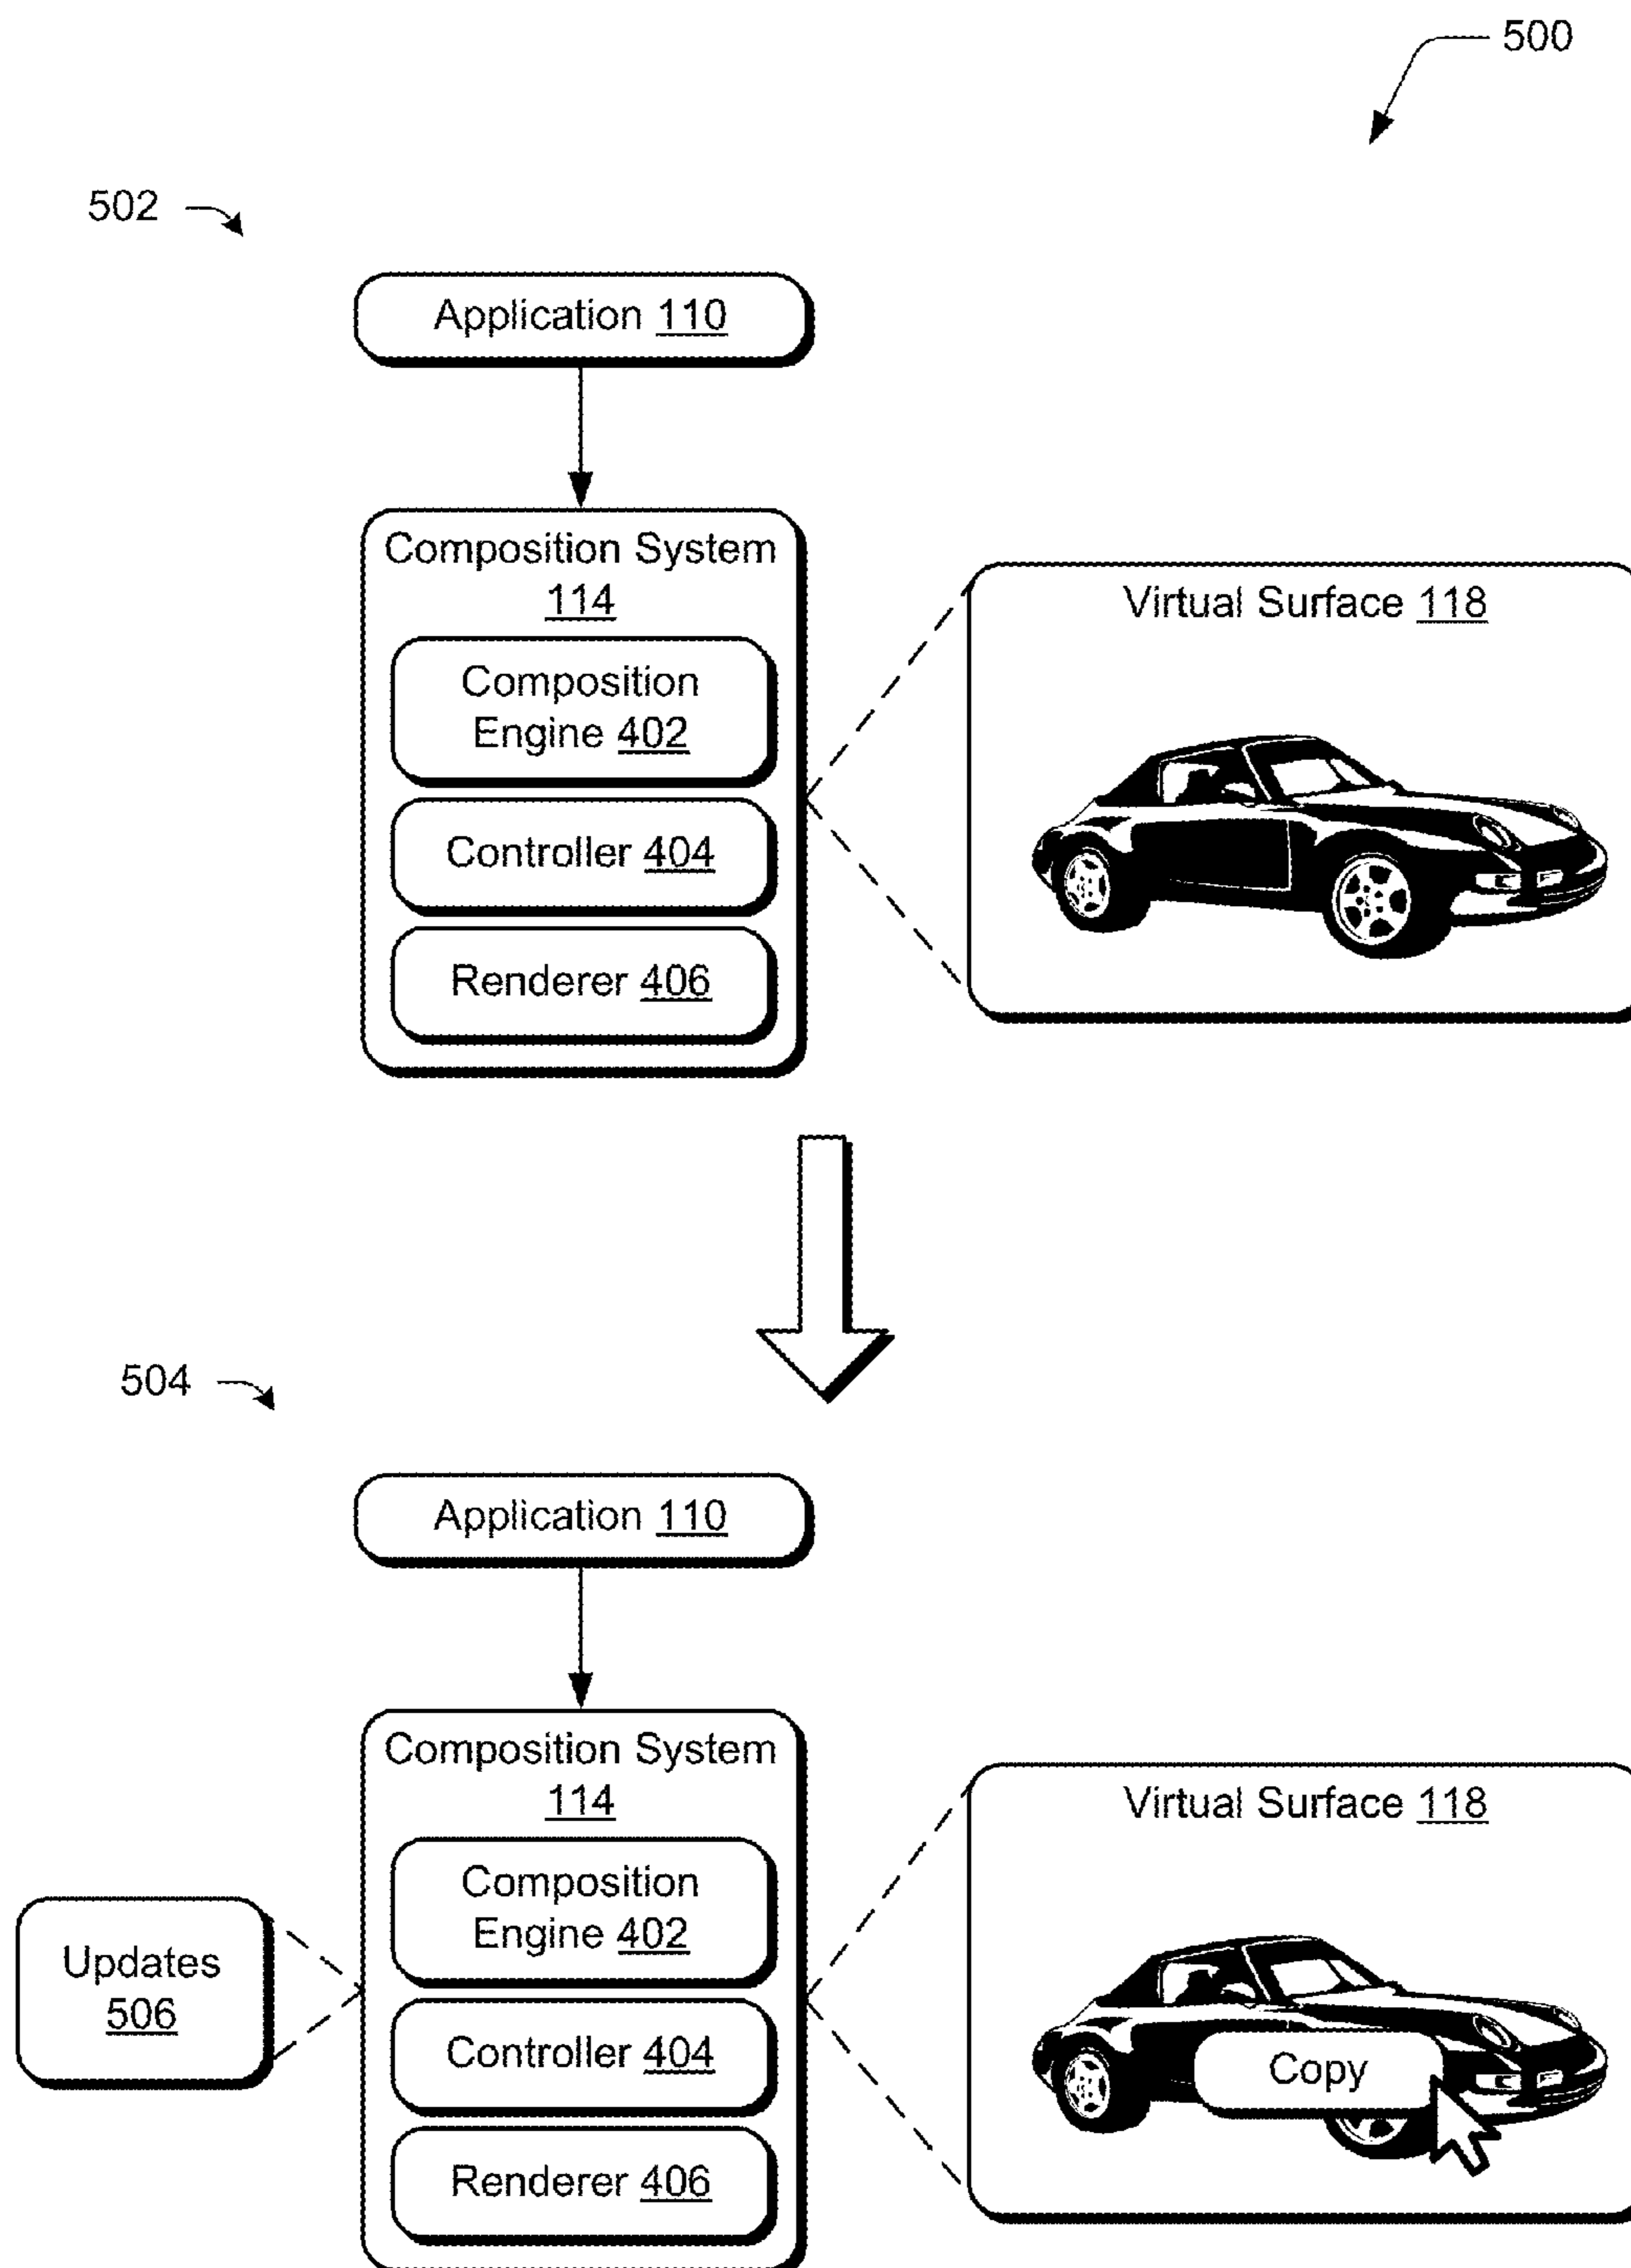 500
502
Application 110
Composition System
114
Virtual Surface 118
Composition
Engine 402
Controller 404
Renderer 406
504
Application 110
Composition System
114
Virtual Surface 118
Composition
Engine 402
Updates
506
Controller 404
Copy
Renderer 406